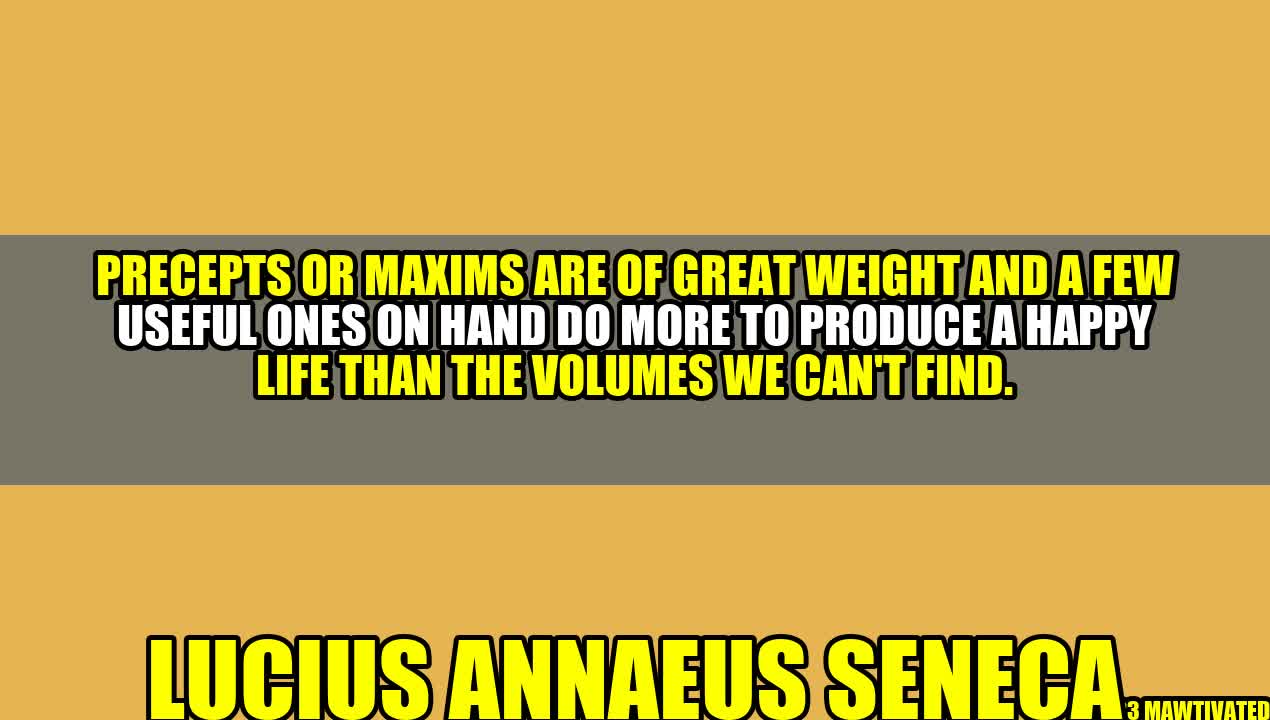 PRECEPTS OR MAXIMS ARE OF GREAT WEIGHT AND A FEW
USEFUL ONES ON HAND DO MORE TO PRODUCE A HAPPY
LIFE THAN THE VOLUMES WE CAN'T FIND.
LUCIUS ANNAEUS SENECA
3 MAWTIVATED